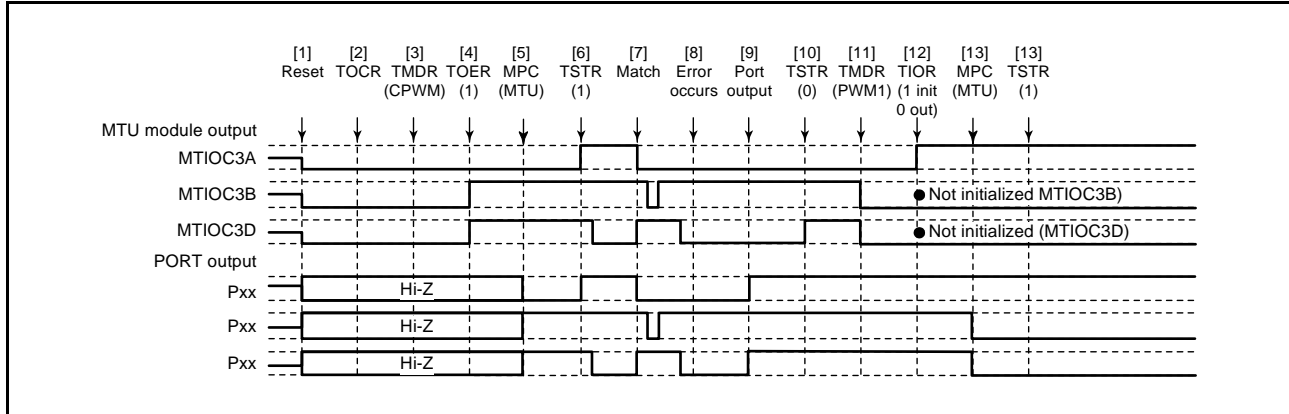 [1] [2] [3] [4] [5] [6] [7] [8] [9] [10] [11] [12] [13] [13]
Reset TOCR TMDR TOER MPC TSTR Match Error Port TSTR TMDR TIOR MPC TSTR
(CPWM) (1) (MTU) (1) occurs output (0) (PWM1) (1 init (MTU) (1)
0 out)
MTU module output
MTIOC3A
MTIOC3B ● Not initialized MTIOC3B)
MTIOC3D ● Not initialized (MTIOC3D)
PORT output
Pxx Hi-Z
Pxx Hi-Z
Pxx Hi-Z